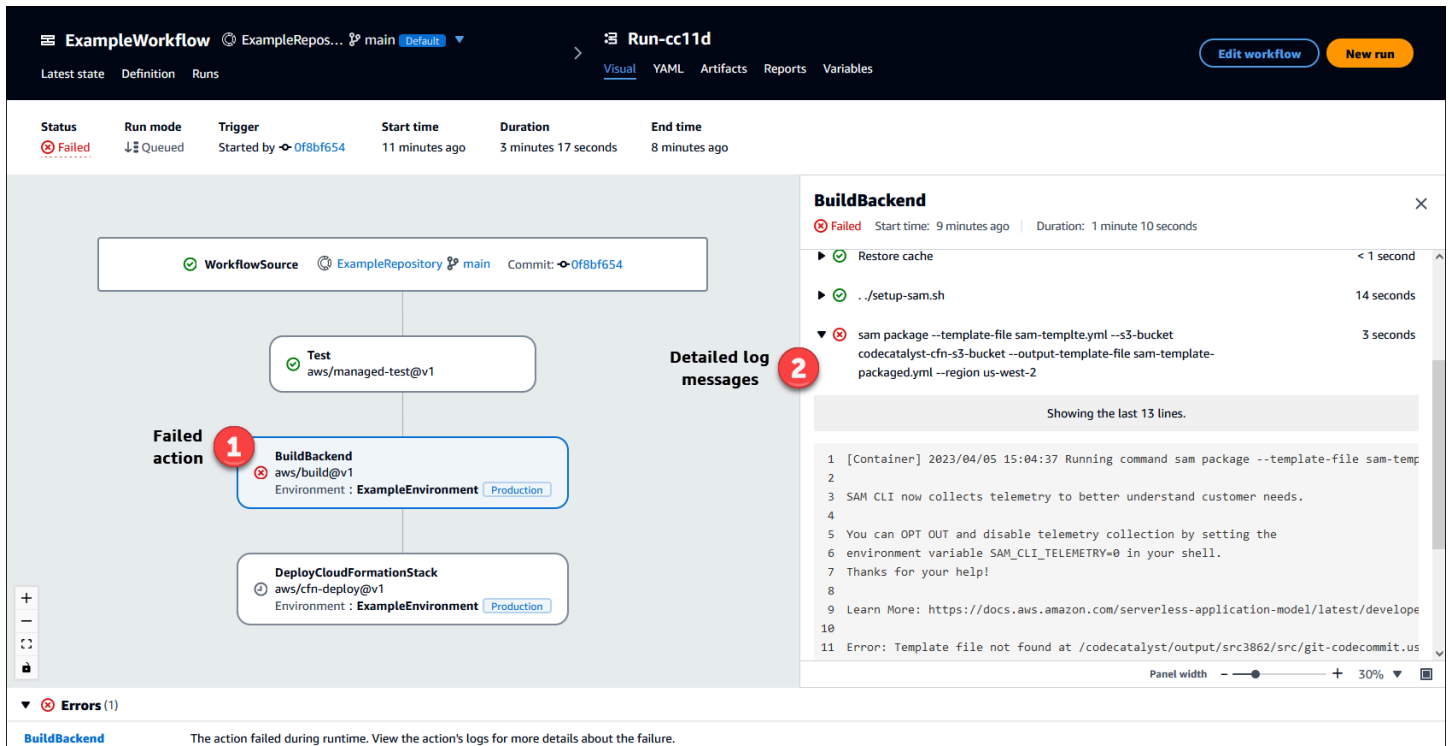 ExampleWorkflow ExampleRepos... main Default
Latest state Definition Runs
Run-cc11d
Visual YAML Artifacts Reports Variables
Edit workflow New run
Status Run mode Trigger Start time Duration End time
Failed Queued Started by 0f8bf654 11 minutes ago 3 minutes 17 seconds 8 minutes ago
WorkflowSource ExampleRepository main Commit: 0f8bf654
Test
aws/managed-test@v1
Failed
action
1
BuildBackend
aws/build@v1
Environment : ExampleEnvironment Production
DeployCloudFormationStack
aws/cfn-deploy@v1
Environment : ExampleEnvironment Production
Detailed log
messages
2
BuildBackend
Failed Start time: 9 minutes ago Duration: 1 minute 10 seconds
Restore cache < 1 second
. ./setup-sam.sh 14 seconds
sam package --template-file sam-templte.yml --s3-bucket 3 seconds
codecatalyst-cfn-s3-bucket --output-template-file sam-template-
packaged.yml --region us-west-2
Showing the last 13 lines.
1 [Container] 2023/04/05 15:04:37 Running command sam package --template-file sam-temp
2
3 SAM CLI now collects telemetry to better understand customer needs.
4
5 You can OPT OUT and disable telemetry collection by setting the
6 environment variable SAM_CLI_TELEMETRY=0 in your shell.
7 Thanks for your help!
8
9 Learn More: https://docs.aws.amazon.com/serverless-application-model/latest/develope
10
11 Error: Template file not found at /codecatalyst/output/src3862/src/git-codecommit.us
Panel width 30%
Errors (1)
BuildBackend The action failed during runtime. View the action's logs for more details about the failure.